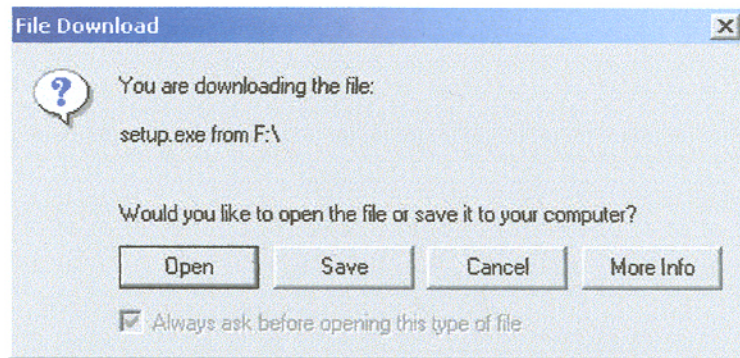 File Download
You are downloading the file:
setup.exe from F:\
Would you like to open the file or save it to your computer?
Open Save Cancel More Info
Always ask before opening this type of file